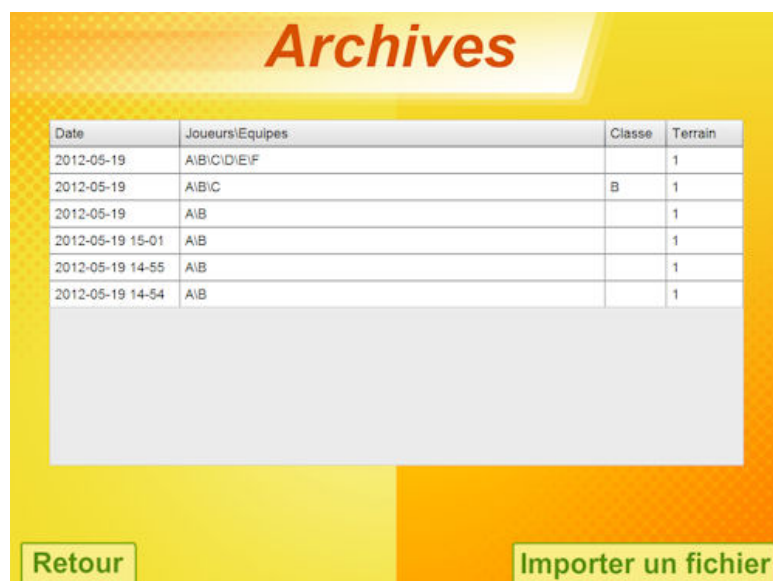 Archives
Date Joueurs\Equipes Classe Terrain
2012-05-19 A\B\C\D\E\F 1
2012-05-19 A\B\C B 1
2012-05-19 A\B 1
2012-05-19 15-01 A\B 1
2012-05-19 14-55 A\B 1
2012-05-19 14-54 A\B 1
Retour Importer un fichier